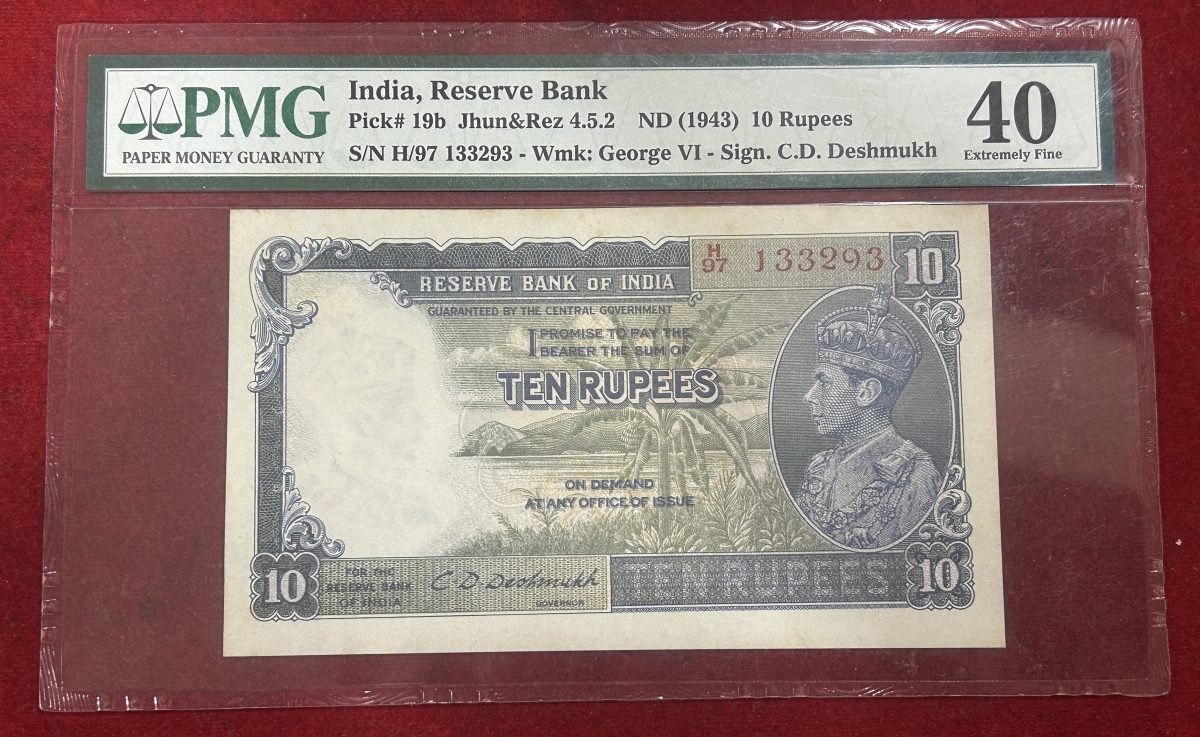 PMG
PAPER MONEY GUARANTY
India, Reserve Bank
Pick# 19b Jhun&Rez 4.5.2 ND (1943) 10 Rupees
S/N H/97 133293 - Wmk: George VI - Sign. C.D. Deshmukh
40
Extremely Fine
H/97 133293
10
RESERVE BANK OF INDIA
GUARANTEED BY THE CENTRAL GOVERNMENT
I PROMISE TO PAY THE
BEARER THE SUM OF
TEN RUPEES
ON DEMAND
AT ANY OFFICE OF ISSUE
10
FOR THE
RESERVE BANK
OF INDIA
C D Deshmukh
GOVERNOR
TEN RUPEES
10